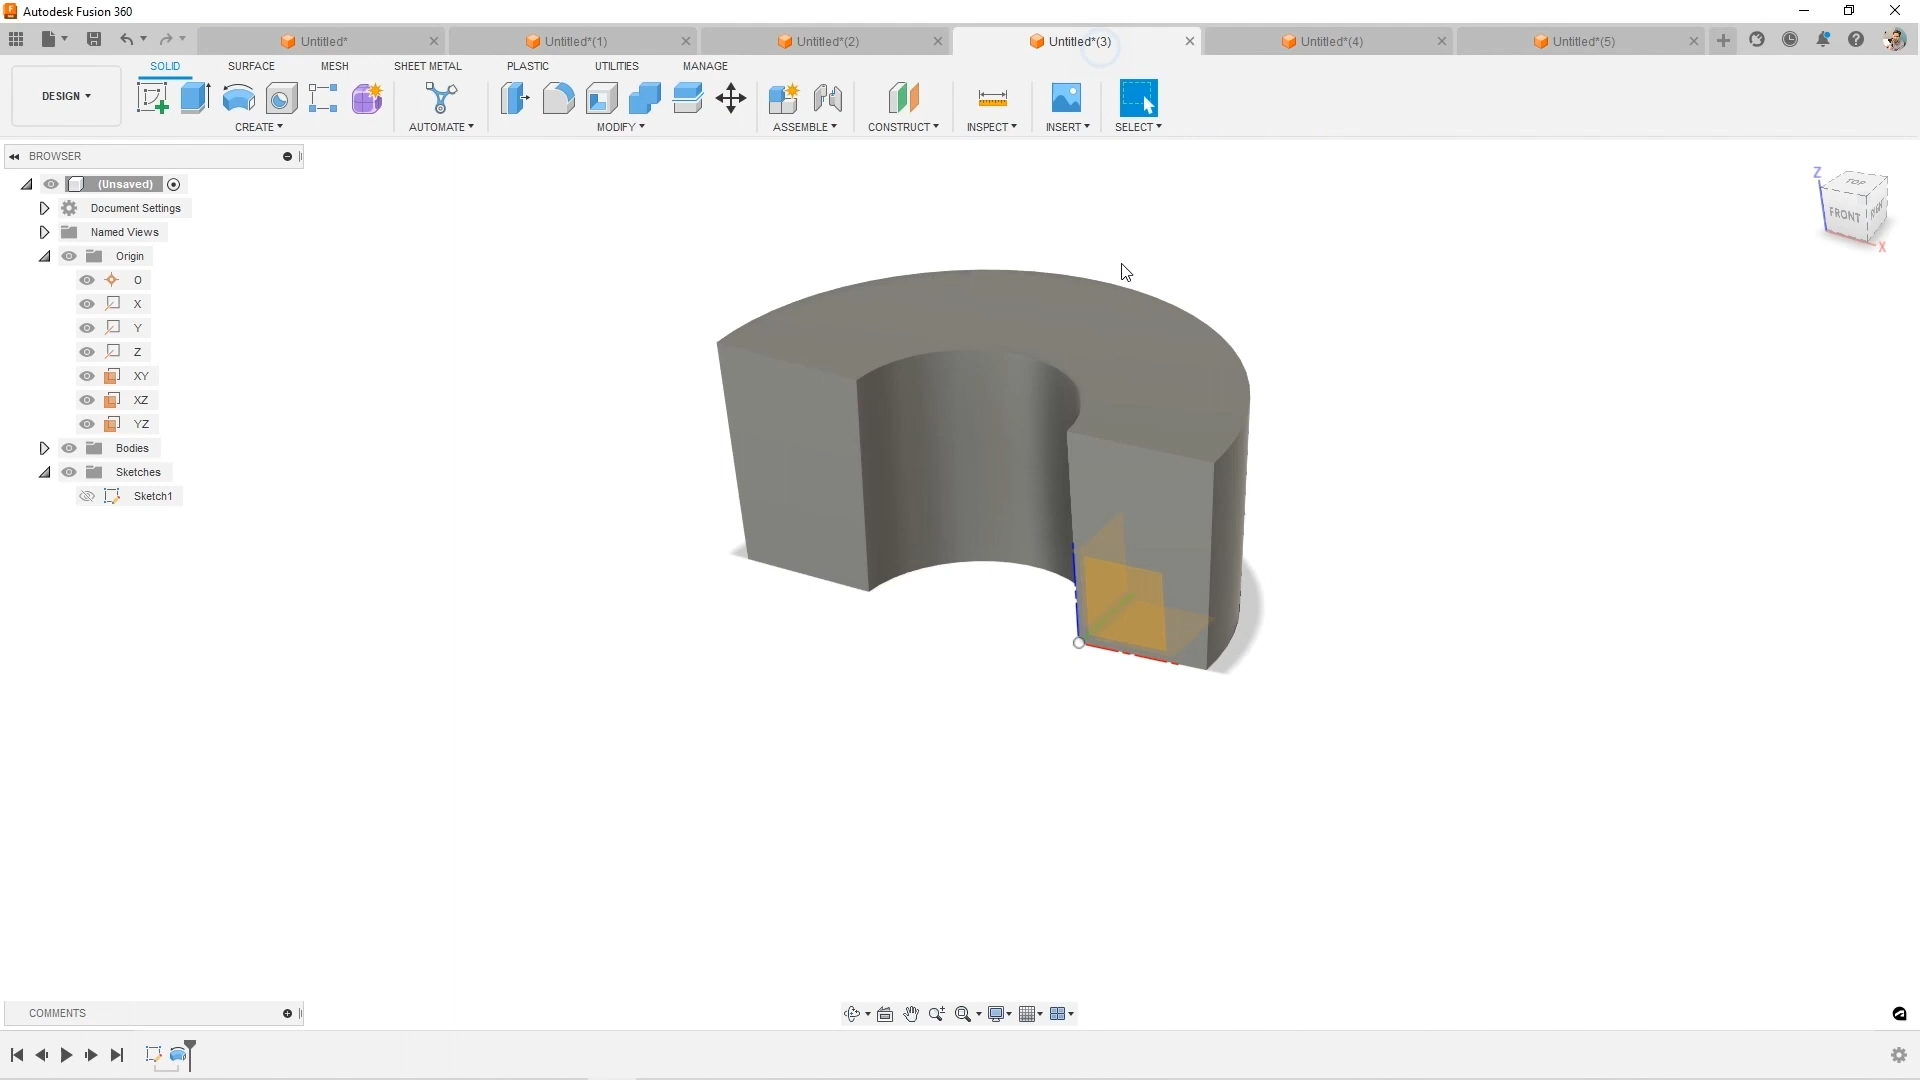 Autodesk Fusion 360
Untitled*
Untitled*(1)
Untitled*(2)
Untitled*(3)
Untitled*(4)
Untitled*(5)
SOLID
SURFACE
MESH
SHEET METAL
PLASTIC
UTILITIES
MANAGE
DESIGN
CREATE
AUTOMATE
MODIFY
ASSEMBLE
CONSTRUCT
INSPECT
INSERT
SELECT
BROWSER
(Unsaved)
Document Settings
Named Views
Origin
O
X
Y
Z
XY
XZ
YZ
Bodies
Sketches
Sketch1
Z
TOP
FRONT
RIGHT
X
COMMENTS